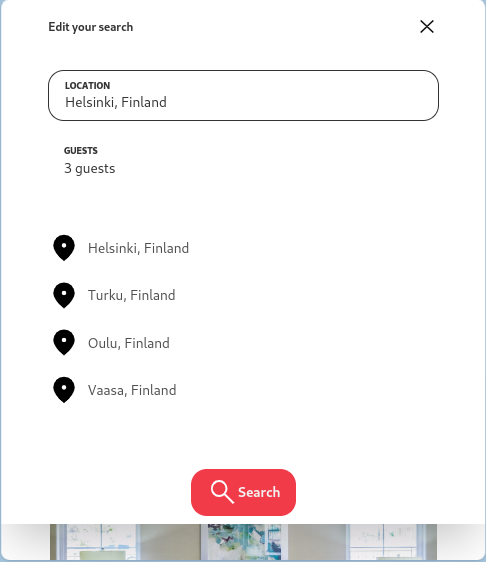 Edit your search
LOCATION
Helsinki, Finland
GUESTS
3 guests
Helsinki, Finland
Turku, Finland
Oulu, Finland
Vaasa, Finland
Search